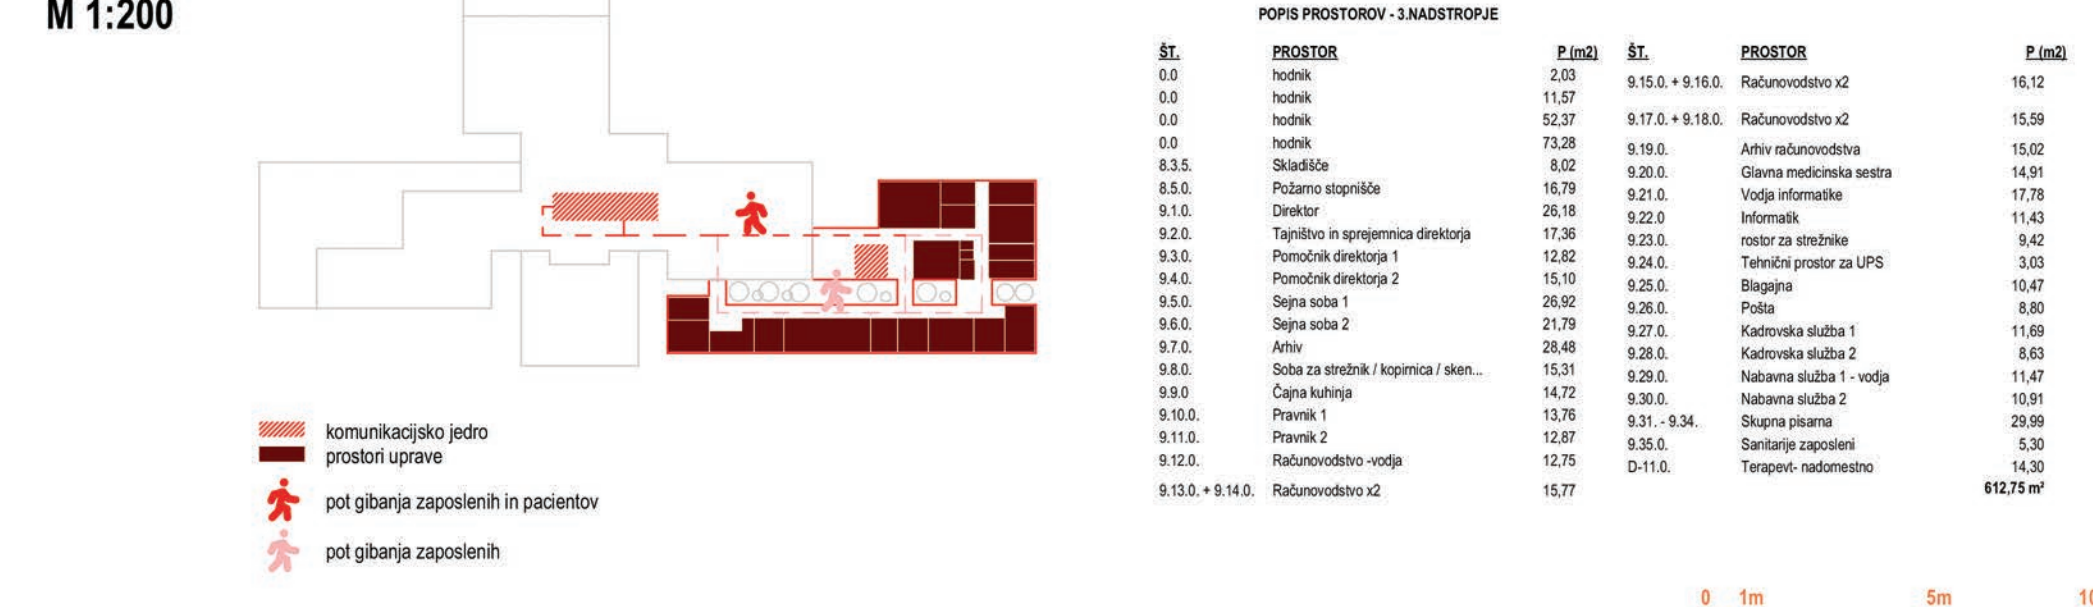 M 1:200
komunikacijsko jedro
prostori uprave
pot gibanja zaposlenih in pacientov
pot gibanja zaposlenih
POPIS PROSTOROV - 3.NADSTROPJE
ŠT. PROSTOR P (m2)
0.0 hodnik 2,03
0.0 hodnik 11,57
0.0 hodnik 52,37
0.0 hodnik 73,28
8.3.5. Skladišče 8,02
8.5.0. Požarno stopnišče 16,79
9.1.0. Direktor 26,18
9.2.0. Tajništvo in sprejemnica direktorja 17,36
9.3.0. Pomočnik direktorja 1 12,82
9.4.0. Pomočnik direktorja 2 15,10
9.5.0. Sejna soba 1 26,92
9.6.0. Sejna soba 2 21,79
9.7.0. Arhiv 28,48
9.8.0. Soba za strežnik / kopirnica / sken... 15,31
9.9.0 Čajna kuhinja 14,72
9.10.0. Pravnik 1 13,76
9.11.0. Pravnik 2 12,87
9.12.0. Računovodstvo -vodja 12,75
9.13.0. + 9.14.0. Računovodstvo x2 15,77
ŠT. PROSTOR P (m2)
9.15.0. + 9.16.0. Računovodstvo x2 16,12
9.17.0. + 9.18.0. Računovodstvo x2 15,59
9.19.0. Arhiv računovodstva 15,02
9.20.0. Glavna medicinska sestra 14,91
9.21.0. Vodja informatike 17,78
9.22.0 Informatik 11,43
9.23.0. rostor za strežnike 9,42
9.24.0. Tehnični prostor za UPS 3,03
9.25.0. Blagajna 10,47
9.26.0. Pošta 8,80
9.27.0. Kadrovska služba 1 11,69
9.28.0. Kadrovska služba 2 8,63
9.29.0. Nabavna služba 1 - vodja 11,47
9.30.0. Nabavna služba 2 10,91
9.31. - 9.34. Skupna pisarna 29,99
9.35.0. Sanitarije zaposleni 5,30
D-11.0. Terapevt- nadomestno 14,30
612,75 m²
0 1m 5m